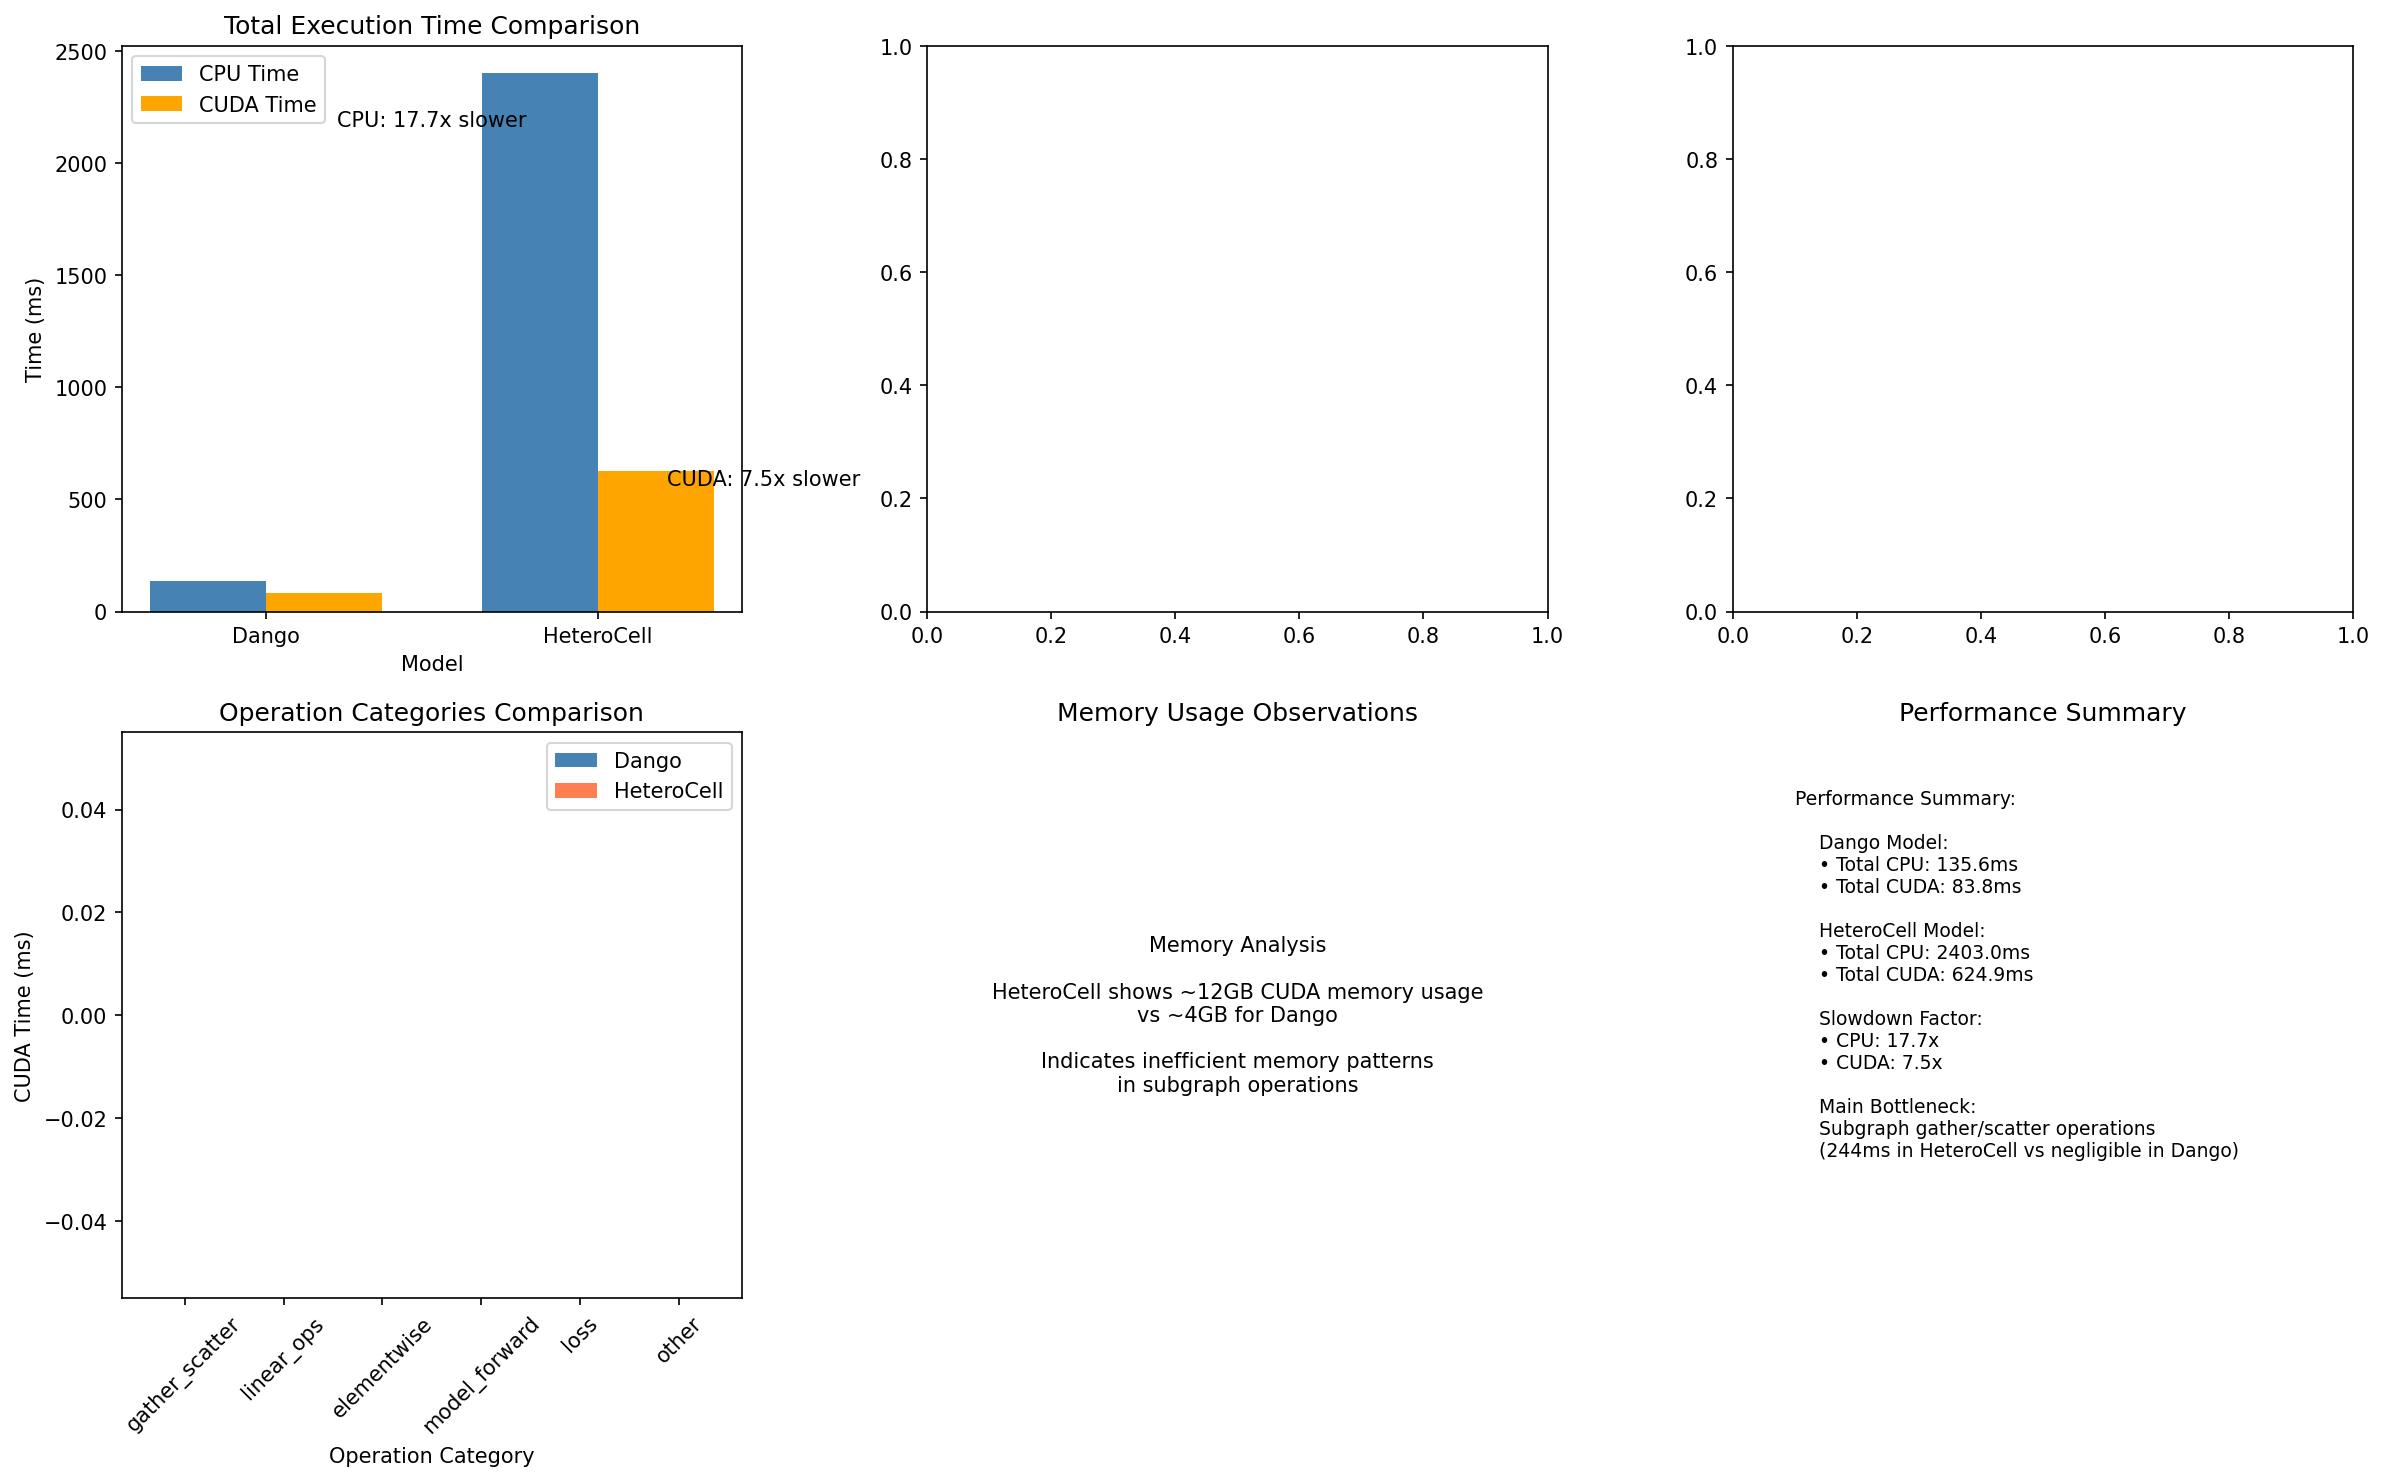 Total Execution Time Comparison
2500
2000
1500
1000
500
0
Time (ms)
CPU Time
CUDA Time
CPU: 17.7x slower
CUDA: 7.5x slower
Dango
HeteroCell
Model
1.0
0.8
0.6
0.4
0.2
0.0
0.0
0.2
0.4
0.6
0.8
1.0
1.0
0.8
0.6
0.4
0.2
0.0
0.0
0.2
0.4
0.6
0.8
1.0
Operation Categories Comparison
Dango
HeteroCell
0.04
0.02
0.00
−0.02
−0.04
CUDA Time (ms)
gather_scatter
linear_ops
elementwise
model_forward
loss
other
Operation Category
Memory Usage Observations
Memory Analysis
HeteroCell shows ~12GB CUDA memory usage
vs ~4GB for Dango
Indicates inefficient memory patterns
in subgraph operations
Performance Summary
Performance Summary:
Dango Model:
• Total CPU: 135.6ms
• Total CUDA: 83.8ms
HeteroCell Model:
• Total CPU: 2403.0ms
• Total CUDA: 624.9ms
Slowdown Factor:
• CPU: 17.7x
• CUDA: 7.5x
Main Bottleneck:
Subgraph gather/scatter operations
(244ms in HeteroCell vs negligible in Dango)